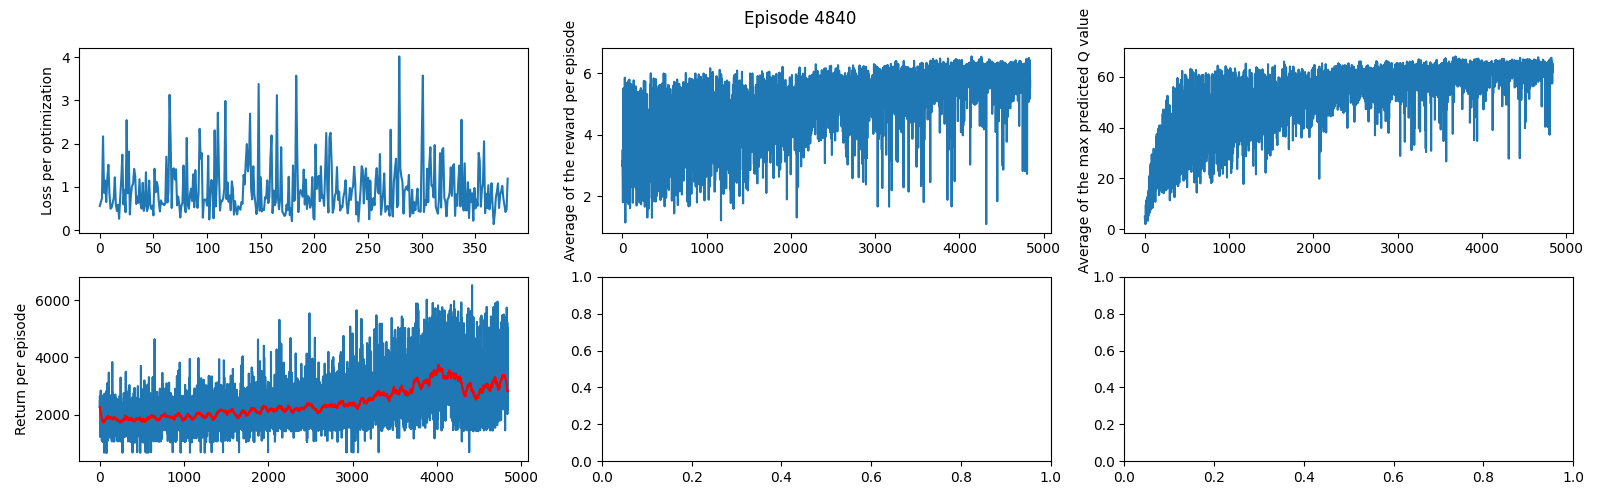 Episode 4840
Loss per optimization
4
3
2
1
0
0 50 100 150 200 250 300 350
Average of the reward per episode
6
4
2
0 1000 2000 3000 4000 5000
Average of the max predicted Q value
60
40
20
0
0 1000 2000 3000 4000 5000
Return per episode
6000
4000
2000
0 1000 2000 3000 4000 5000
1.0
0.8
0.6
0.4
0.2
0.0
0.0 0.2 0.4 0.6 0.8 1.0
1.0
0.8
0.6
0.4
0.2
0.0
0.0 0.2 0.4 0.6 0.8 1.0